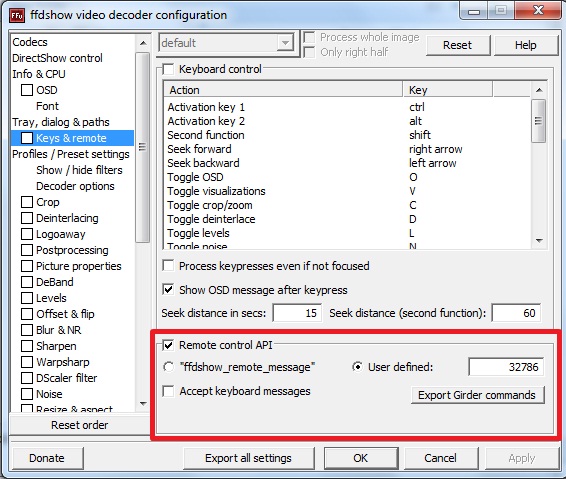 ffdshow video decoder configuration
Codecs
DirectShow control
Info & CPU
OSD
Font
Tray, dialog & paths
Keys & remote
Profiles / Preset settings
Show / hide filters
Decoder options
Crop
Deinterlacing
Logoaway
Postprocessing
Picture properties
DeBand
Levels
Offset & flip
Blur & NR
Sharpen
Warpsharp
DScaler filter
Noise
Resize & aspect
Reset order
default
Process whole image
Only right half
Reset
Help
Keyboard control
Action Key
Activation key 1 ctrl
Activation key 2 alt
Second function shift
Seek forward right arrow
Seek backward left arrow
Toggle OSD O
Toggle visualizations V
Toggle crop/zoom C
Toggle deinterlace D
Toggle levels L
Toggle noise N
Process keypresses even if not focused
Show OSD message after keypress
Seek distance in secs: 15 Seek distance (second function): 60
Remote control API
"ffdshow_remote_message" User defined: 32786
Accept keyboard messages Export Girder commands
Donate Export all settings OK Cancel Apply